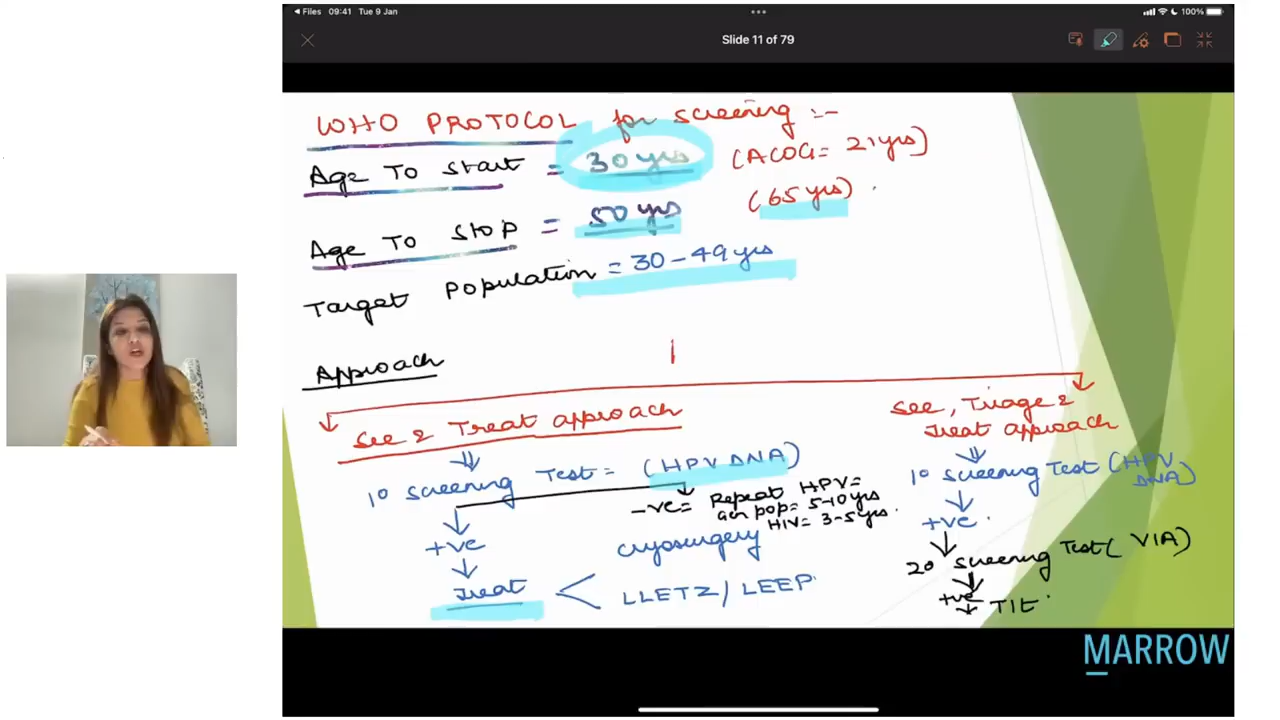 Files 09:41 Tue 9 Jan
100%
Slide 11 of 79
WHO PROTOCOL for screening :-
Age To start = 30 yrs (ACOG = 21 yrs)
Age To stop = 50 yrs (65 yrs)
Target Population = 30 - 49 yrs
Approach
See & Treat approach
1° screening Test = (HPV DNA)
-ve = Repeat HPV =
gen pop = 5-10 yrs
HIV = 3-5 yrs.
+ve
Treat
cryosurgery
LLETZ / LEEP
See, Triage &
Treat approach
1° screening Test (HPV
DNA)
+ve
2° screening Test (VIA)
+ve
MARROW